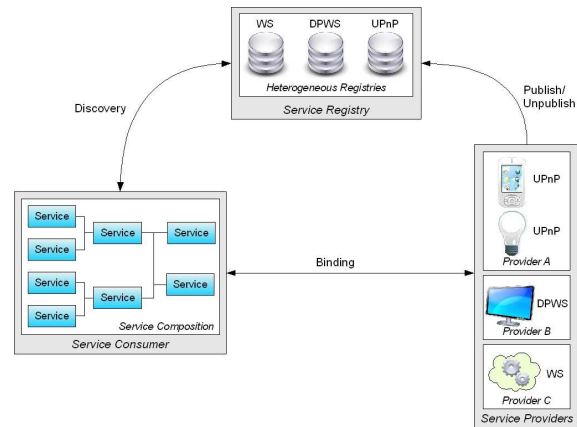 WS DPWS UPnP
Heterogeneous Registries
Service Registry
Discovery
Publish/
Unpublish
Service
Service
Service
Service
Service
Service
Service
Service
Service Composition
Service Consumer
Binding
UPnP
UPnP
Provider A
DPWS
Provider B
WS
Provider C
Service Providers